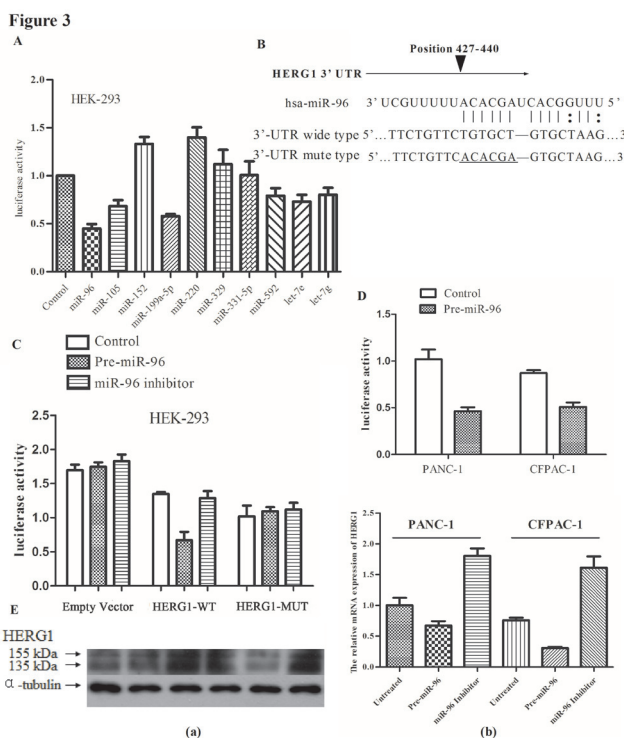 Figure 3
A
HEK-293
luciferase activity
2.0
1.5
1.0
0.5
0.0
Control
miR-96
miR-105
miR-152
miR-199a-5p
miR-220
miR-329
miR-331-5p
miR-592
let-7e
let-7g
B
Position 427-440
HERG1 3' UTR
hsa-miR-96 3' UCGUUUUUACACGAUCACGGUUU 5'
3'-UTR wide type 5'… TTCTGTTCTGTGCT—GTGCTAAG…3
3'-UTR mute type 5'… TTCTGTTCACACGA—GTGCTAAG…3
C
Control
Pre-miR-96
miR-96 inhibitor
HEK-293
luciferase activity
2.5
2.0
1.5
1.0
0.5
0.0
Empty Vector
HERG1-WT
HERG1-MUT
D
Control
Pre-miR-96
luciferase activity
1.5
1.0
0.5
0.0
PANC-1
CFPAC-1
E
HERG1
155 kDa
135 kDa
α-tubulin
(a)
The relative mRNA expression of HERG1
2.5
2.0
1.5
1.0
0.5
0.0
PANC-1
CFPAC-1
Untreated
Pre-miR-96
miR-96 Inhibitor
Untreated
Pre-miR-96
miR-96 Inhibitor
(b)